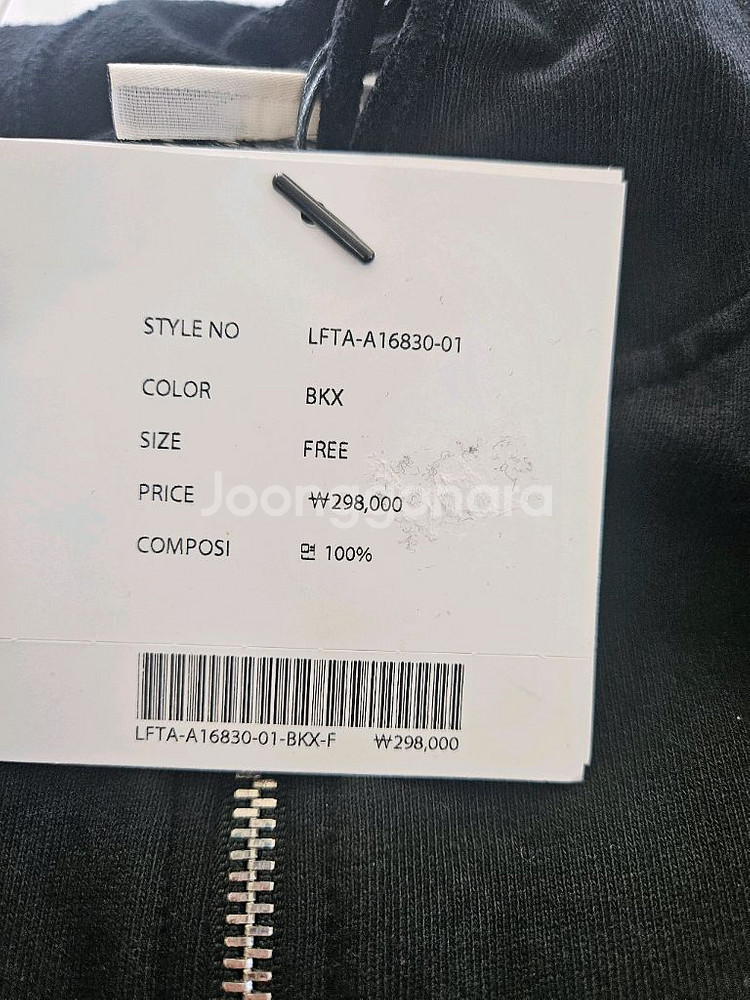 STYLE NO LFTA-A16830-01
COLOR BKX
SIZE FREE
PRICE ₩298,000
Joonggonara
COMPOSI 면 100%
LFTA-A16830-01-BKX-F ₩298,000